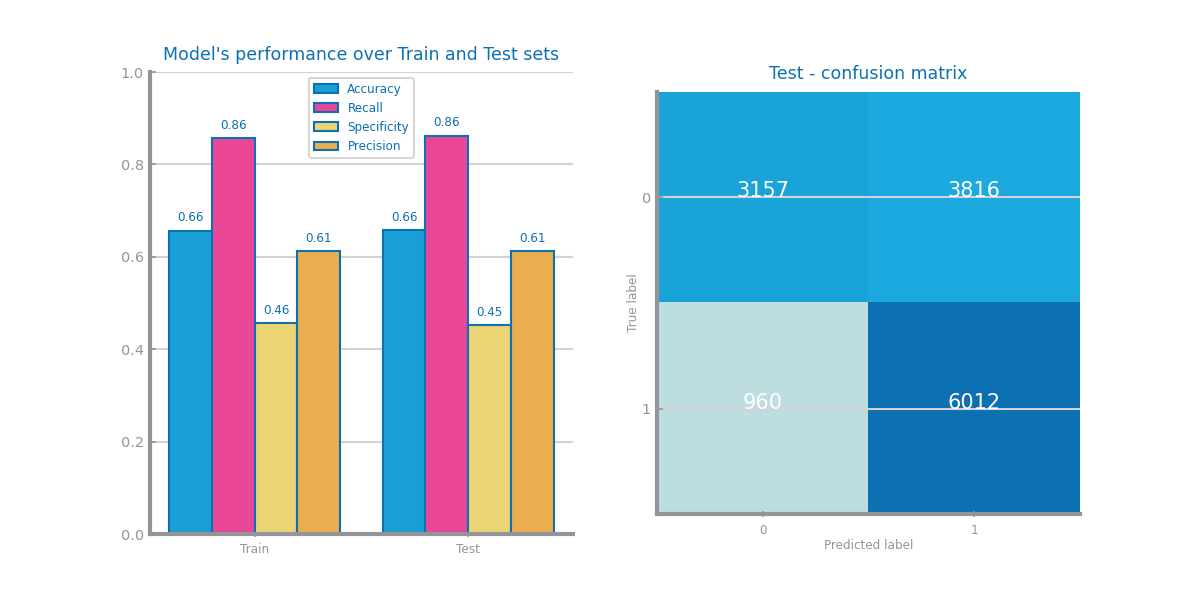 Model's performance over Train and Test sets
1.0
0.8
0.6
0.4
0.2
0.0
Accuracy
Recall
Specificity
Precision
0.66
0.86
0.46
0.61
0.66
0.86
0.45
0.61
Train
Test
Test - confusion matrix
True label
0
1
3157
3816
960
6012
0
1
Predicted label